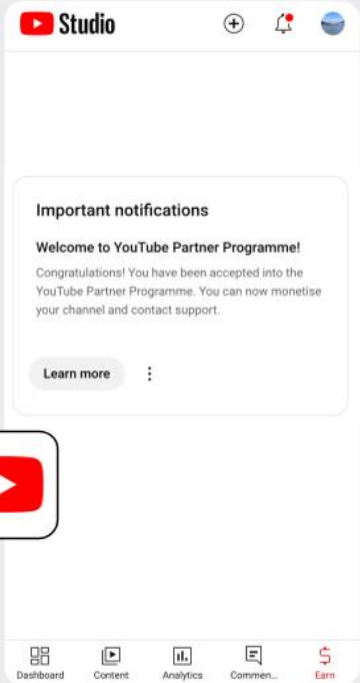 Studio
Important notifications
Welcome to YouTube Partner Programme!
Congratulations! You have been accepted into the
YouTube Partner Programme. You can now monetise
your channel and contact support.
Learn more
Dashboard
Content
Analytics
Commen...
Earn